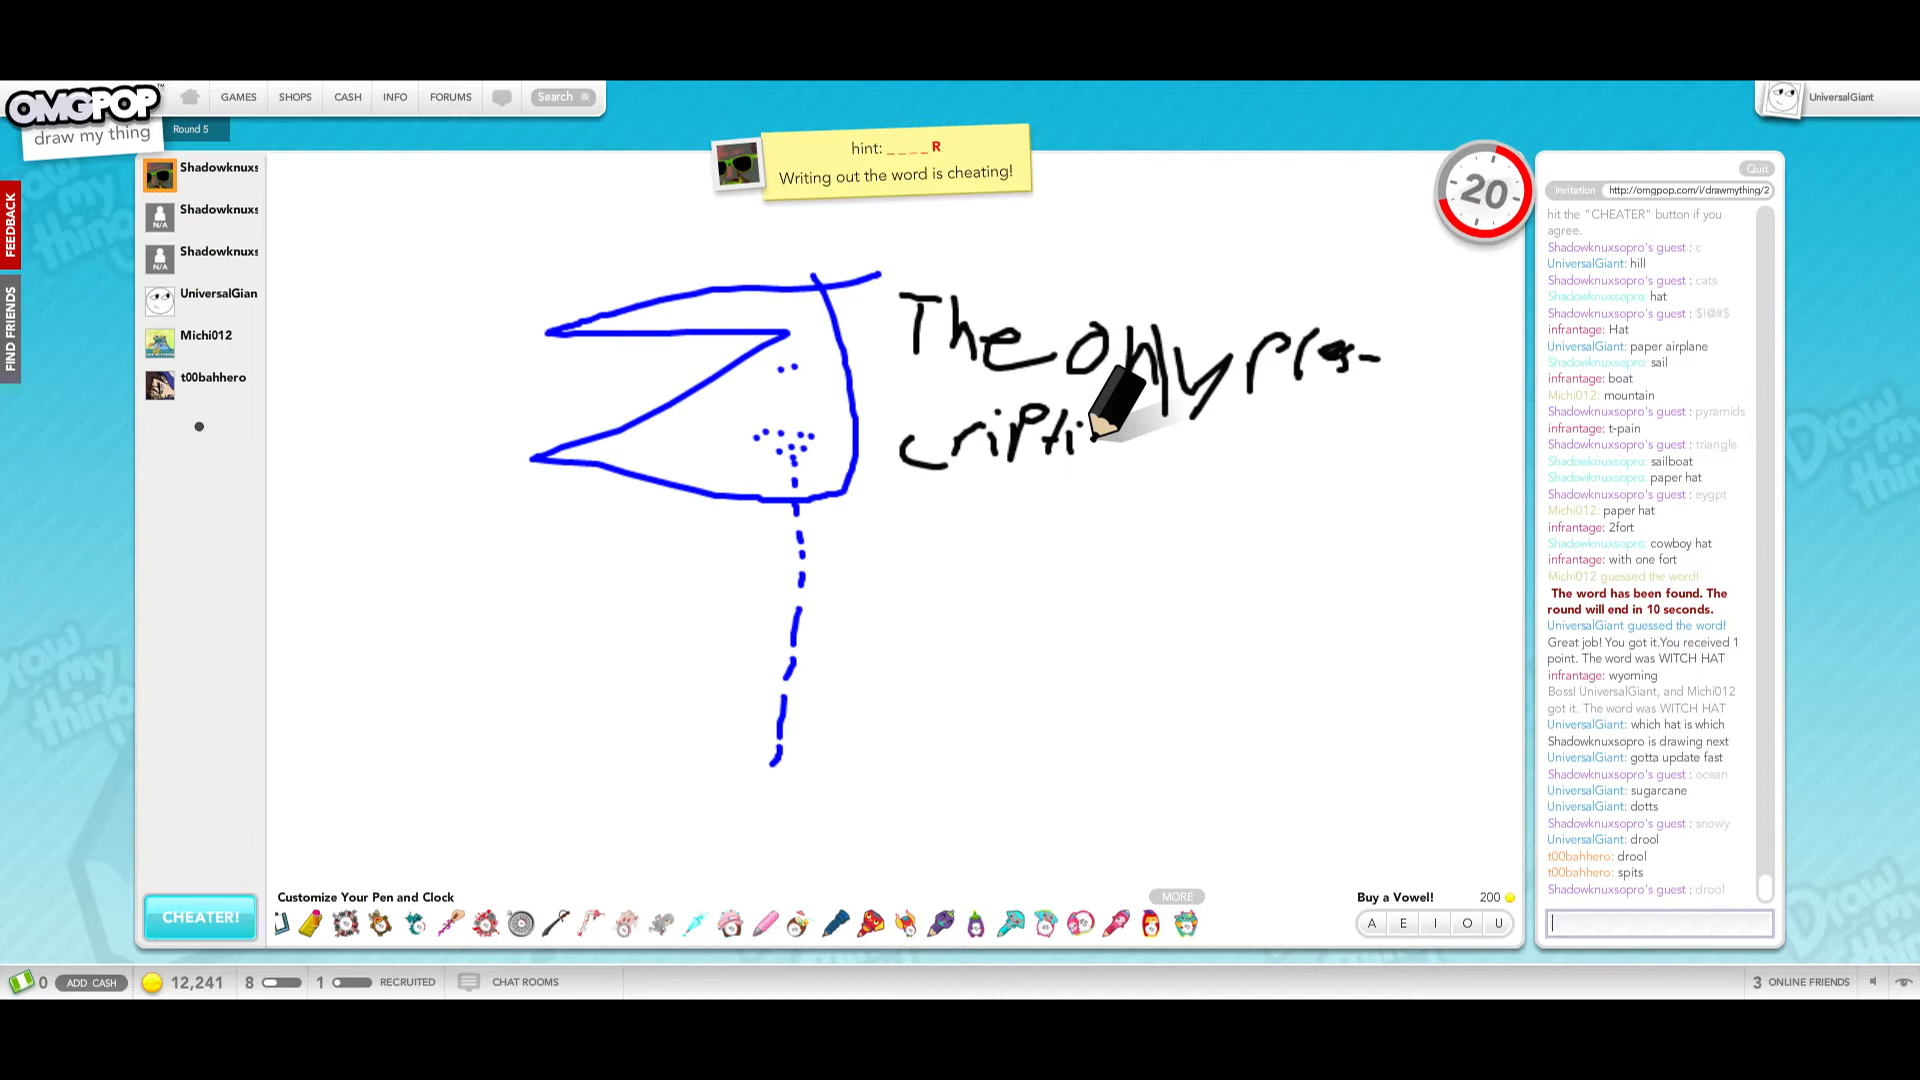 OMGPOP
draw my thing
GAMES
SHOPS
CASH
INFO
FORUMS
Search
UniversalGiant
Round 5
FEEDBACK
FIND FRIENDS
Shadowknuxs
N/A
Shadowknuxs
N/A
Shadowknuxs
UniversalGian
Michi012
t00bahhero
CHEATER!
hint: _ _ _ _ R
Writing out the word is cheating!
20
The only pres-
cripti
Customize Your Pen and Clock
MORE
Buy a Vowel!
200
A E I O U
Quit
Invitation http://omgpop.com/i/drawmything/2
hit the "CHEATER" button if you
agree.
Shadowknuxsopro's guest : c
UniversalGiant: hill
Shadowknuxsopro's guest : cats
Shadowknuxsopro: hat
Shadowknuxsopro's guest : $!@#$
infrantage: Hat
UniversalGiant: paper airplane
Shadowknuxsopro: sail
infrantage: boat
Michi012: mountain
Shadowknuxsopro's guest : pyramids
infrantage: t-pain
Shadowknuxsopro's guest : triangle
Shadowknuxsopro: sailboat
Shadowknuxsopro: paper hat
Shadowknuxsopro's guest : eygpt
Michi012: paper hat
infrantage: 2fort
Shadowknuxsopro: cowboy hat
infrantage: with one fort
Michi012 guessed the word!
The word has been found. The
round will end in 10 seconds.
UniversalGiant guessed the word!
Great job! You got it.You received 1
point. The word was WITCH HAT
infrantage: wyoming
Boss! UniversalGiant, and Michi012
got it. The word was WITCH HAT
UniversalGiant: which hat is which
Shadowknuxsopro is drawing next
UniversalGiant: gotta update fast
Shadowknuxsopro's guest : ocean
UniversalGiant: sugarcane
UniversalGiant: dotts
Shadowknuxsopro's guest : snowy
UniversalGiant: drool
t00bahhero: drool
t00bahhero: spits
Shadowknuxsopro's guest : drool
0 ADD CASH
12,241
8
1
RECRUITED
CHAT ROOMS
3 ONLINE FRIENDS